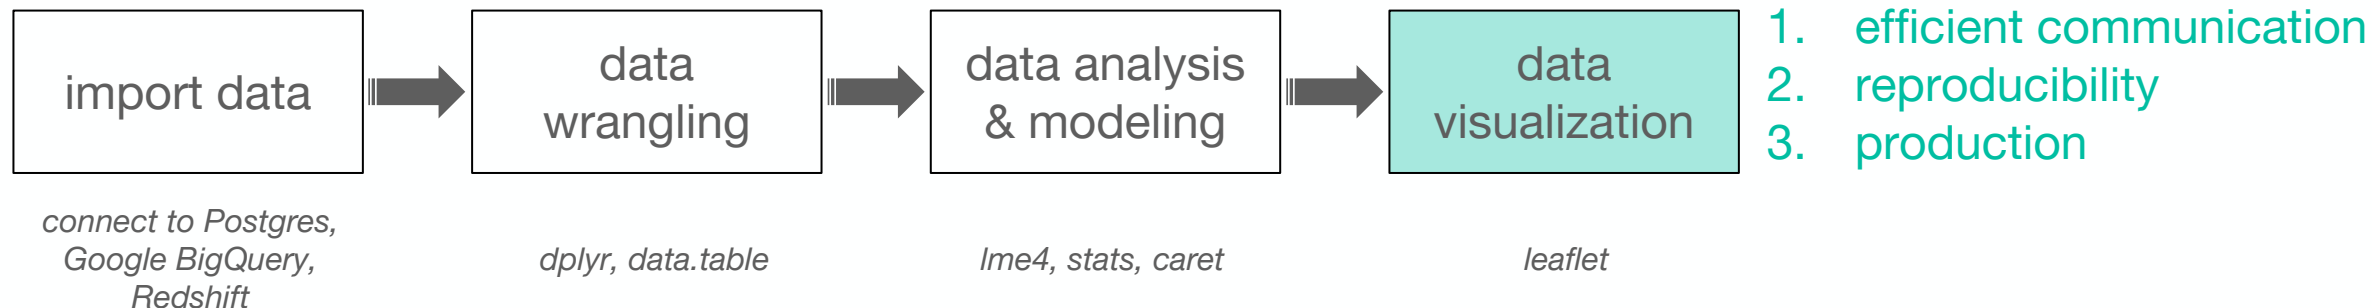 import data
data
wrangling
data analysis
& modeling
data
visualization
1. efficient communication
2. reproducibility
3. production
connect to Postgres,
Google BigQuery,
Redshift
dplyr, data.table
lme4, stats, caret
leaflet